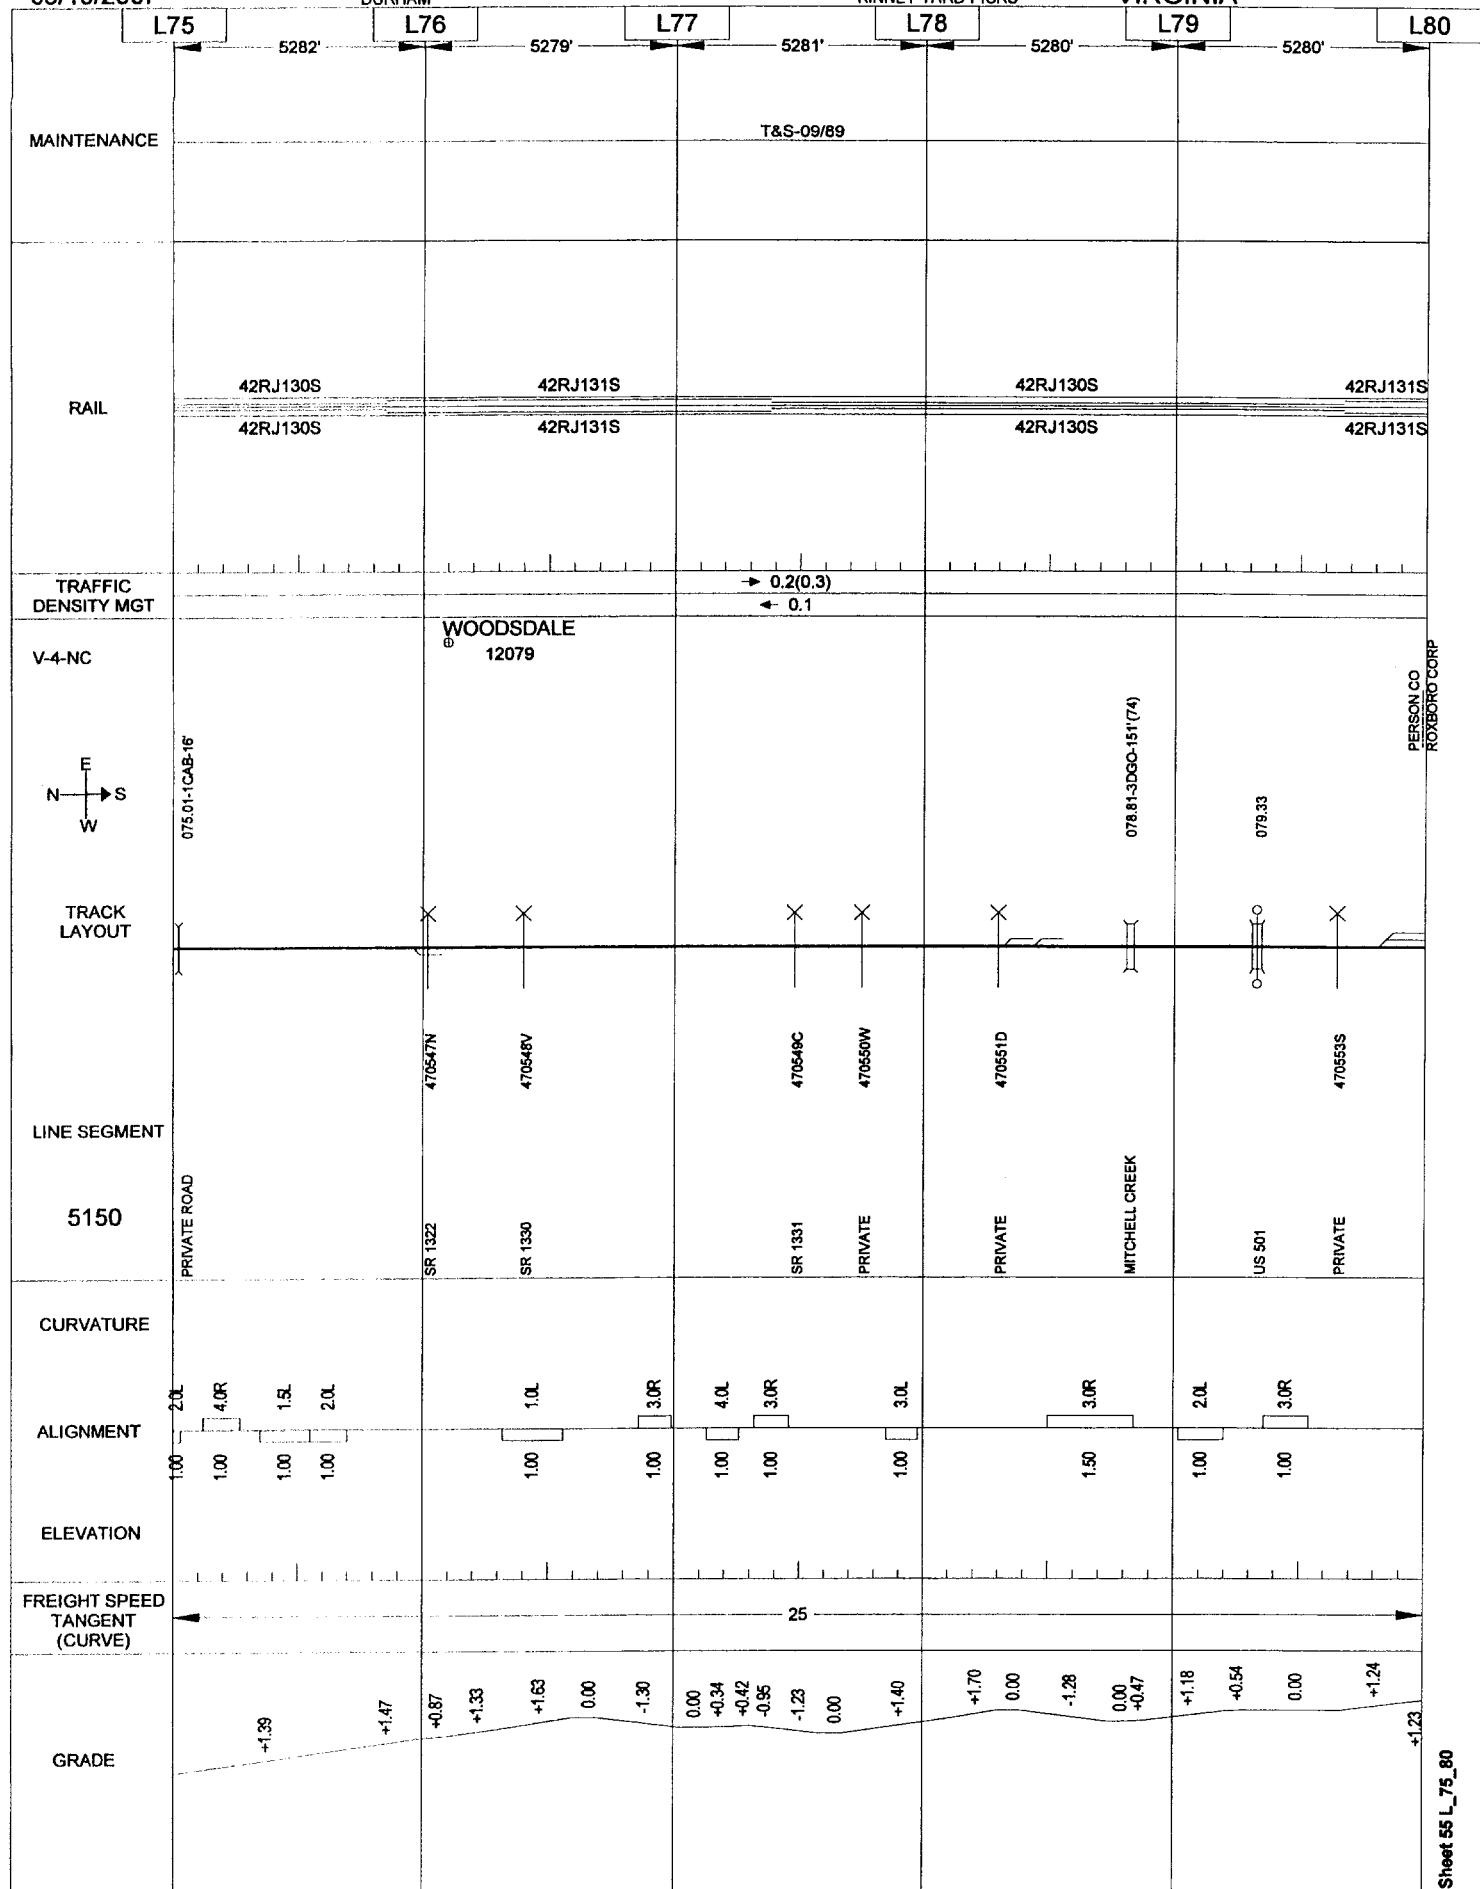 VIRGINIA
L75
L76
L77
L78
L79
L80
5282'
5279'
5281'
5280'
5280'
MAINTENANCE
T&S-09/89
RAIL
42RJ130S
42RJ131S
42RJ130S
42RJ131S
42RJ130S
42RJ131S
42RJ130S
42RJ131S
TRAFFIC
DENSITY MGT
0.2(0.3)
0.1
V-4-NC
WOODSDALE
12079
PERSON CO
ROXBORO CORP
E
N
S
W
075.01-1CAB-16'
078.81-3DGO-151'(74)
079.33
TRACK
LAYOUT
470547N
470548V
470549C
470550W
470551D
470553S
LINE SEGMENT
5150
PRIVATE ROAD
SR 1322
SR 1330
SR 1331
PRIVATE
PRIVATE
MITCHELL CREEK
US 501
PRIVATE
CURVATURE
2.0L
4.0R
1.5L
2.0L
1.0L
3.0R
4.0L
3.0R
3.0L
3.0R
2.0L
3.0R
ALIGNMENT
1.00
1.00
1.00
1.00
1.00
1.00
1.00
1.00
1.00
1.50
1.00
1.00
ELEVATION
FREIGHT SPEED
TANGENT
(CURVE)
25
GRADE
+1.39
+1.47
+0.87
+1.33
+1.63
0.00
-1.30
0.00
+0.34
+0.42
-0.95
-1.23
0.00
+1.40
+1.70
0.00
-1.28
0.00
+0.47
+1.18
+0.54
0.00
+1.24
+1.23
Sheet 55 L_75_80